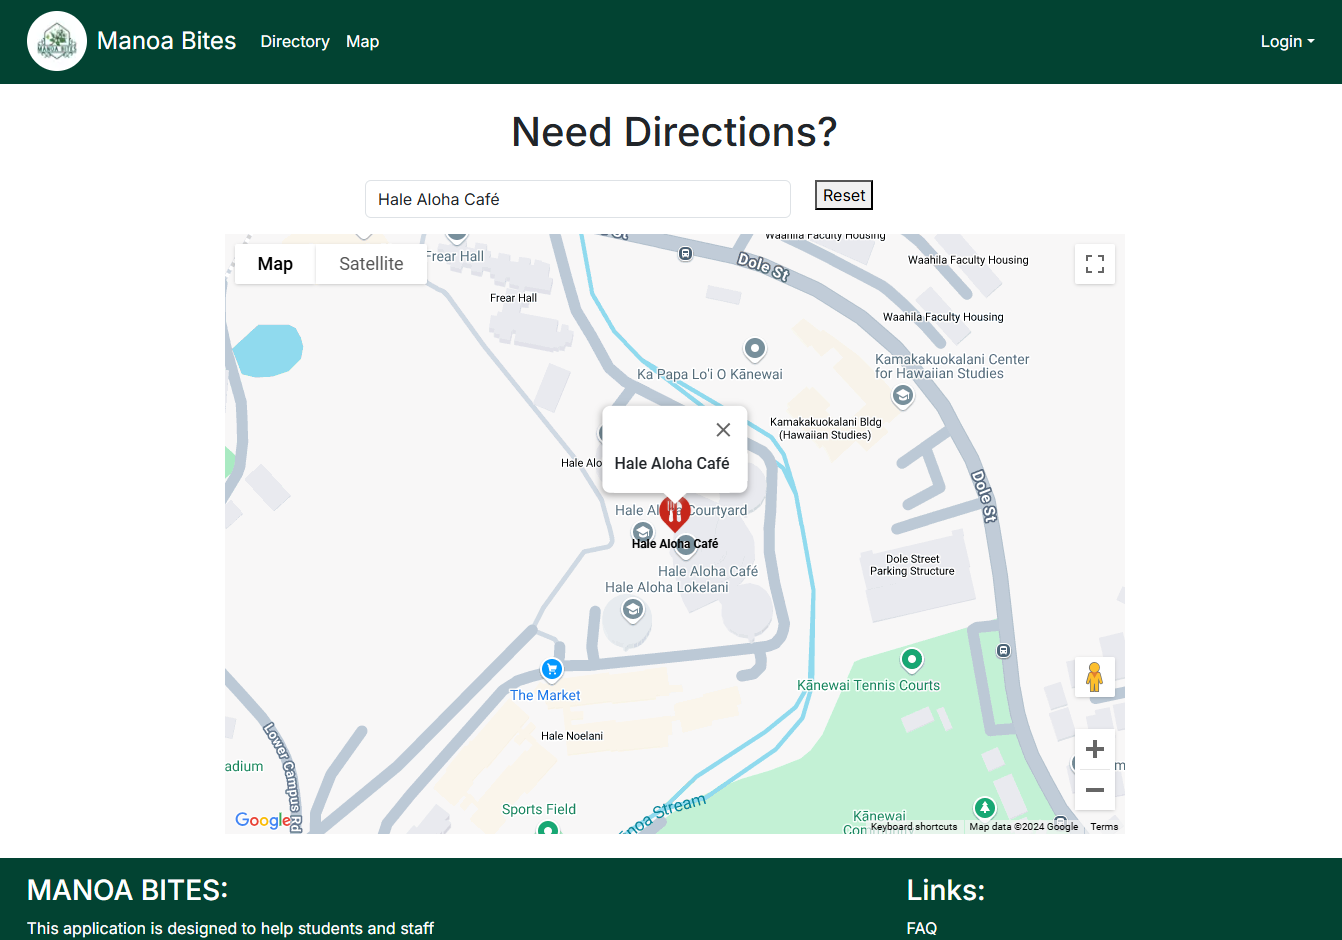 MANOA BITES
Manoa Bites
Directory
Map
Login
Need Directions?
Hale Aloha Café
Reset
Map
Satellite
Frear Hall
Frear Hall
Dole St
Waahila Faculty Housing
Waahila Faculty Housing
Waahila Faculty Housing
Ka Papa Lo'i O Kānewai
Kamakakuokalani Center
for Hawaiian Studies
Kamakakuokalani Bldg
(Hawaiian Studies)
Hale Alo
Hale Aloha Café
Dole St
Hale Al a Courtyard
Hale Aloha Café
Hale Aloha Café
Hale Aloha Lokelani
Dole Street
Parking Structure
The Market
Kānewai Tennis Courts
Hale Noelani
Lower Campus Rd
adium
Sports Field
noa Stream
Kānewai
Com
m
Google
Keyboard shortcuts
Map data ©2024 Google
Terms
MANOA BITES:
This application is designed to help students and staff
Links:
FAQ